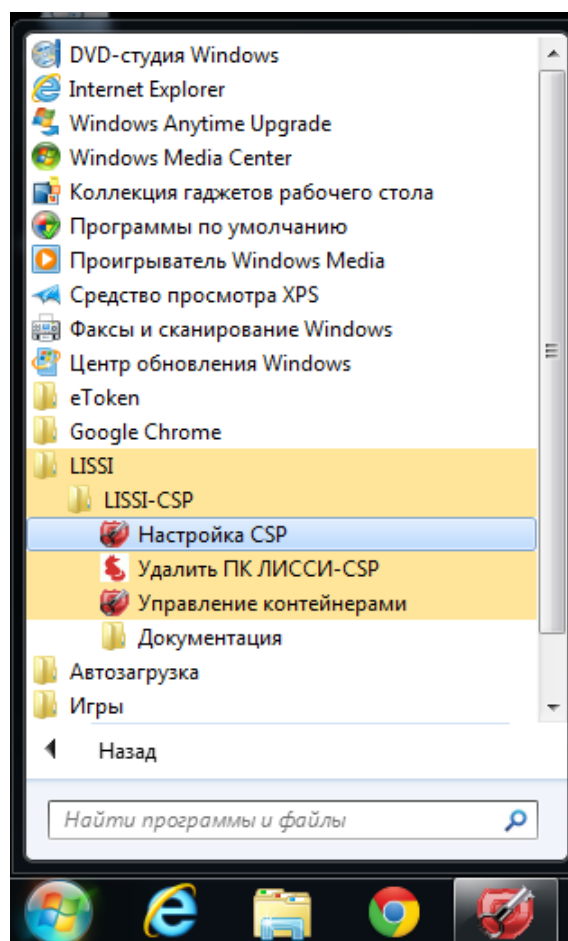 DVD-студия Windows
Internet Explorer
Windows Anytime Upgrade
Windows Media Center
Коллекция гаджетов рабочего стола
Программы по умолчанию
Проигрыватель Windows Media
Средство просмотра XPS
Факсы и сканирование Windows
Центр обновления Windows
eToken
Google Chrome
LISSI
LISSI-CSP
Настройка CSP
Удалить ПК ЛИССИ-CSP
Управление контейнерами
Документация
Автозагрузка
Игры
Назад
Найти программы и файлы